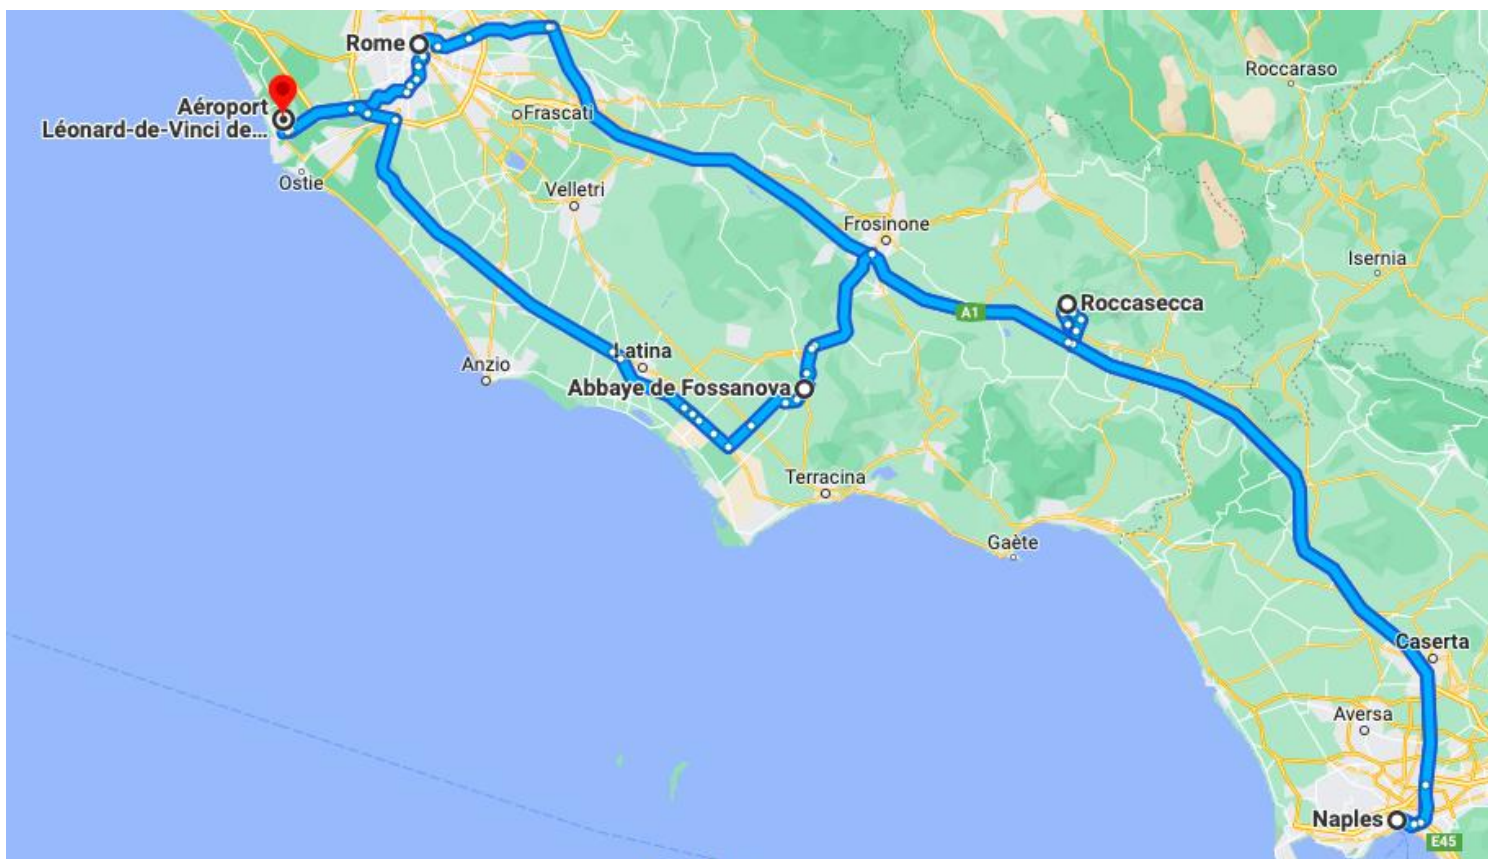 Rome
Roccaraso
Aéroport
Léonard-de-Vinci de...
Frascati
Ostie
Velletri
Frosinone
Isernia
Roccasecca
A1
Latina
Anzio
Abbaye de Fossanova
Terracina
Gaète
Caserta
Aversa
Naples
E45